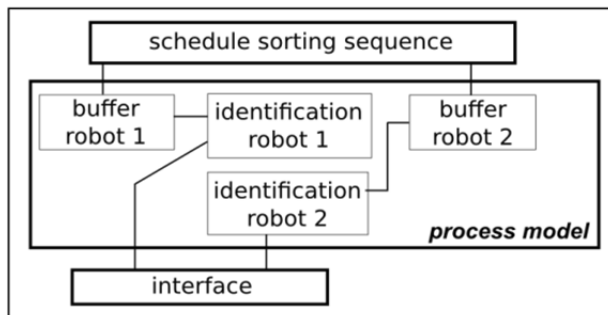 schedule sorting sequence
buffer
robot 1
identification
robot 1
buffer
robot 2
identification
robot 2
process model
interface